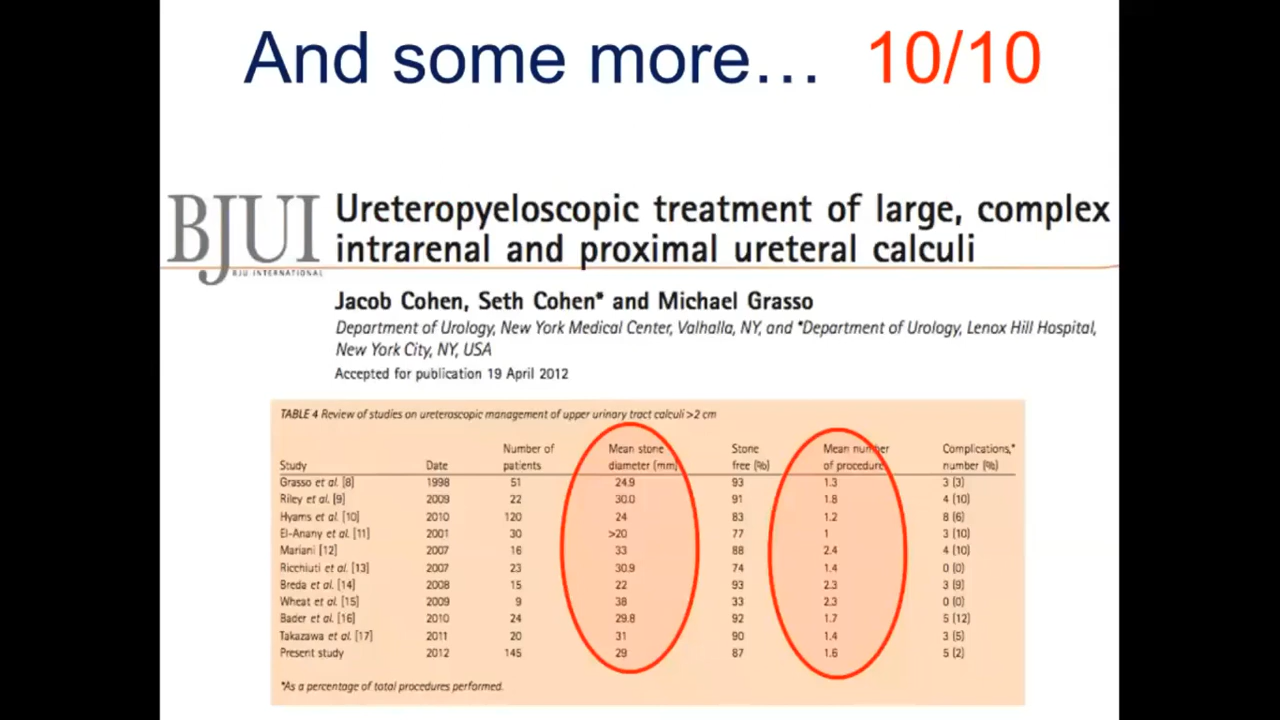 And some more… 10/10
BJUI
BJU INTERNATIONAL
Ureteropyeloscopic treatment of large, complex
intrarenal and proximal ureteral calculi
Jacob Cohen, Seth Cohen* and Michael Grasso
Department of Urology, New York Medical Center, Valhalla, NY, and *Department of Urology, Lenox Hill Hospital,
New York City, NY, USA
Accepted for publication 19 April 2012
TABLE 4 Review of studies on ureteroscopic management of upper urinary tract calculi >2 cm
Number of Mean stone Stone Mean number Complications,*
Study Date patients diameter (mm) free (%) of procedure number (%)
Grasso et al. [8] 1998 51 24.9 93 1.3 3 (3)
Riley et al. [9] 2009 22 30.0 91 1.8 4 (10)
Hyams et al. [10] 2010 120 24 83 1.2 8 (6)
El-Anany et al. [11] 2001 30 >20 77 1 3 (10)
Mariani [12] 2007 16 33 88 2.4 4 (10)
Ricchiuti et al. [13] 2007 23 30.9 74 1.4 0 (0)
Breda et al. [14] 2008 15 22 93 2.3 3 (9)
Wheat et al. [15] 2009 9 38 33 2.3 0 (0)
Bader et al. [16] 2010 24 29.8 92 1.7 5 (12)
Takazawa et al. [17] 2011 20 31 90 1.4 3 (5)
Present study 2012 145 29 87 1.6 5 (2)
*As a percentage of total procedures performed.